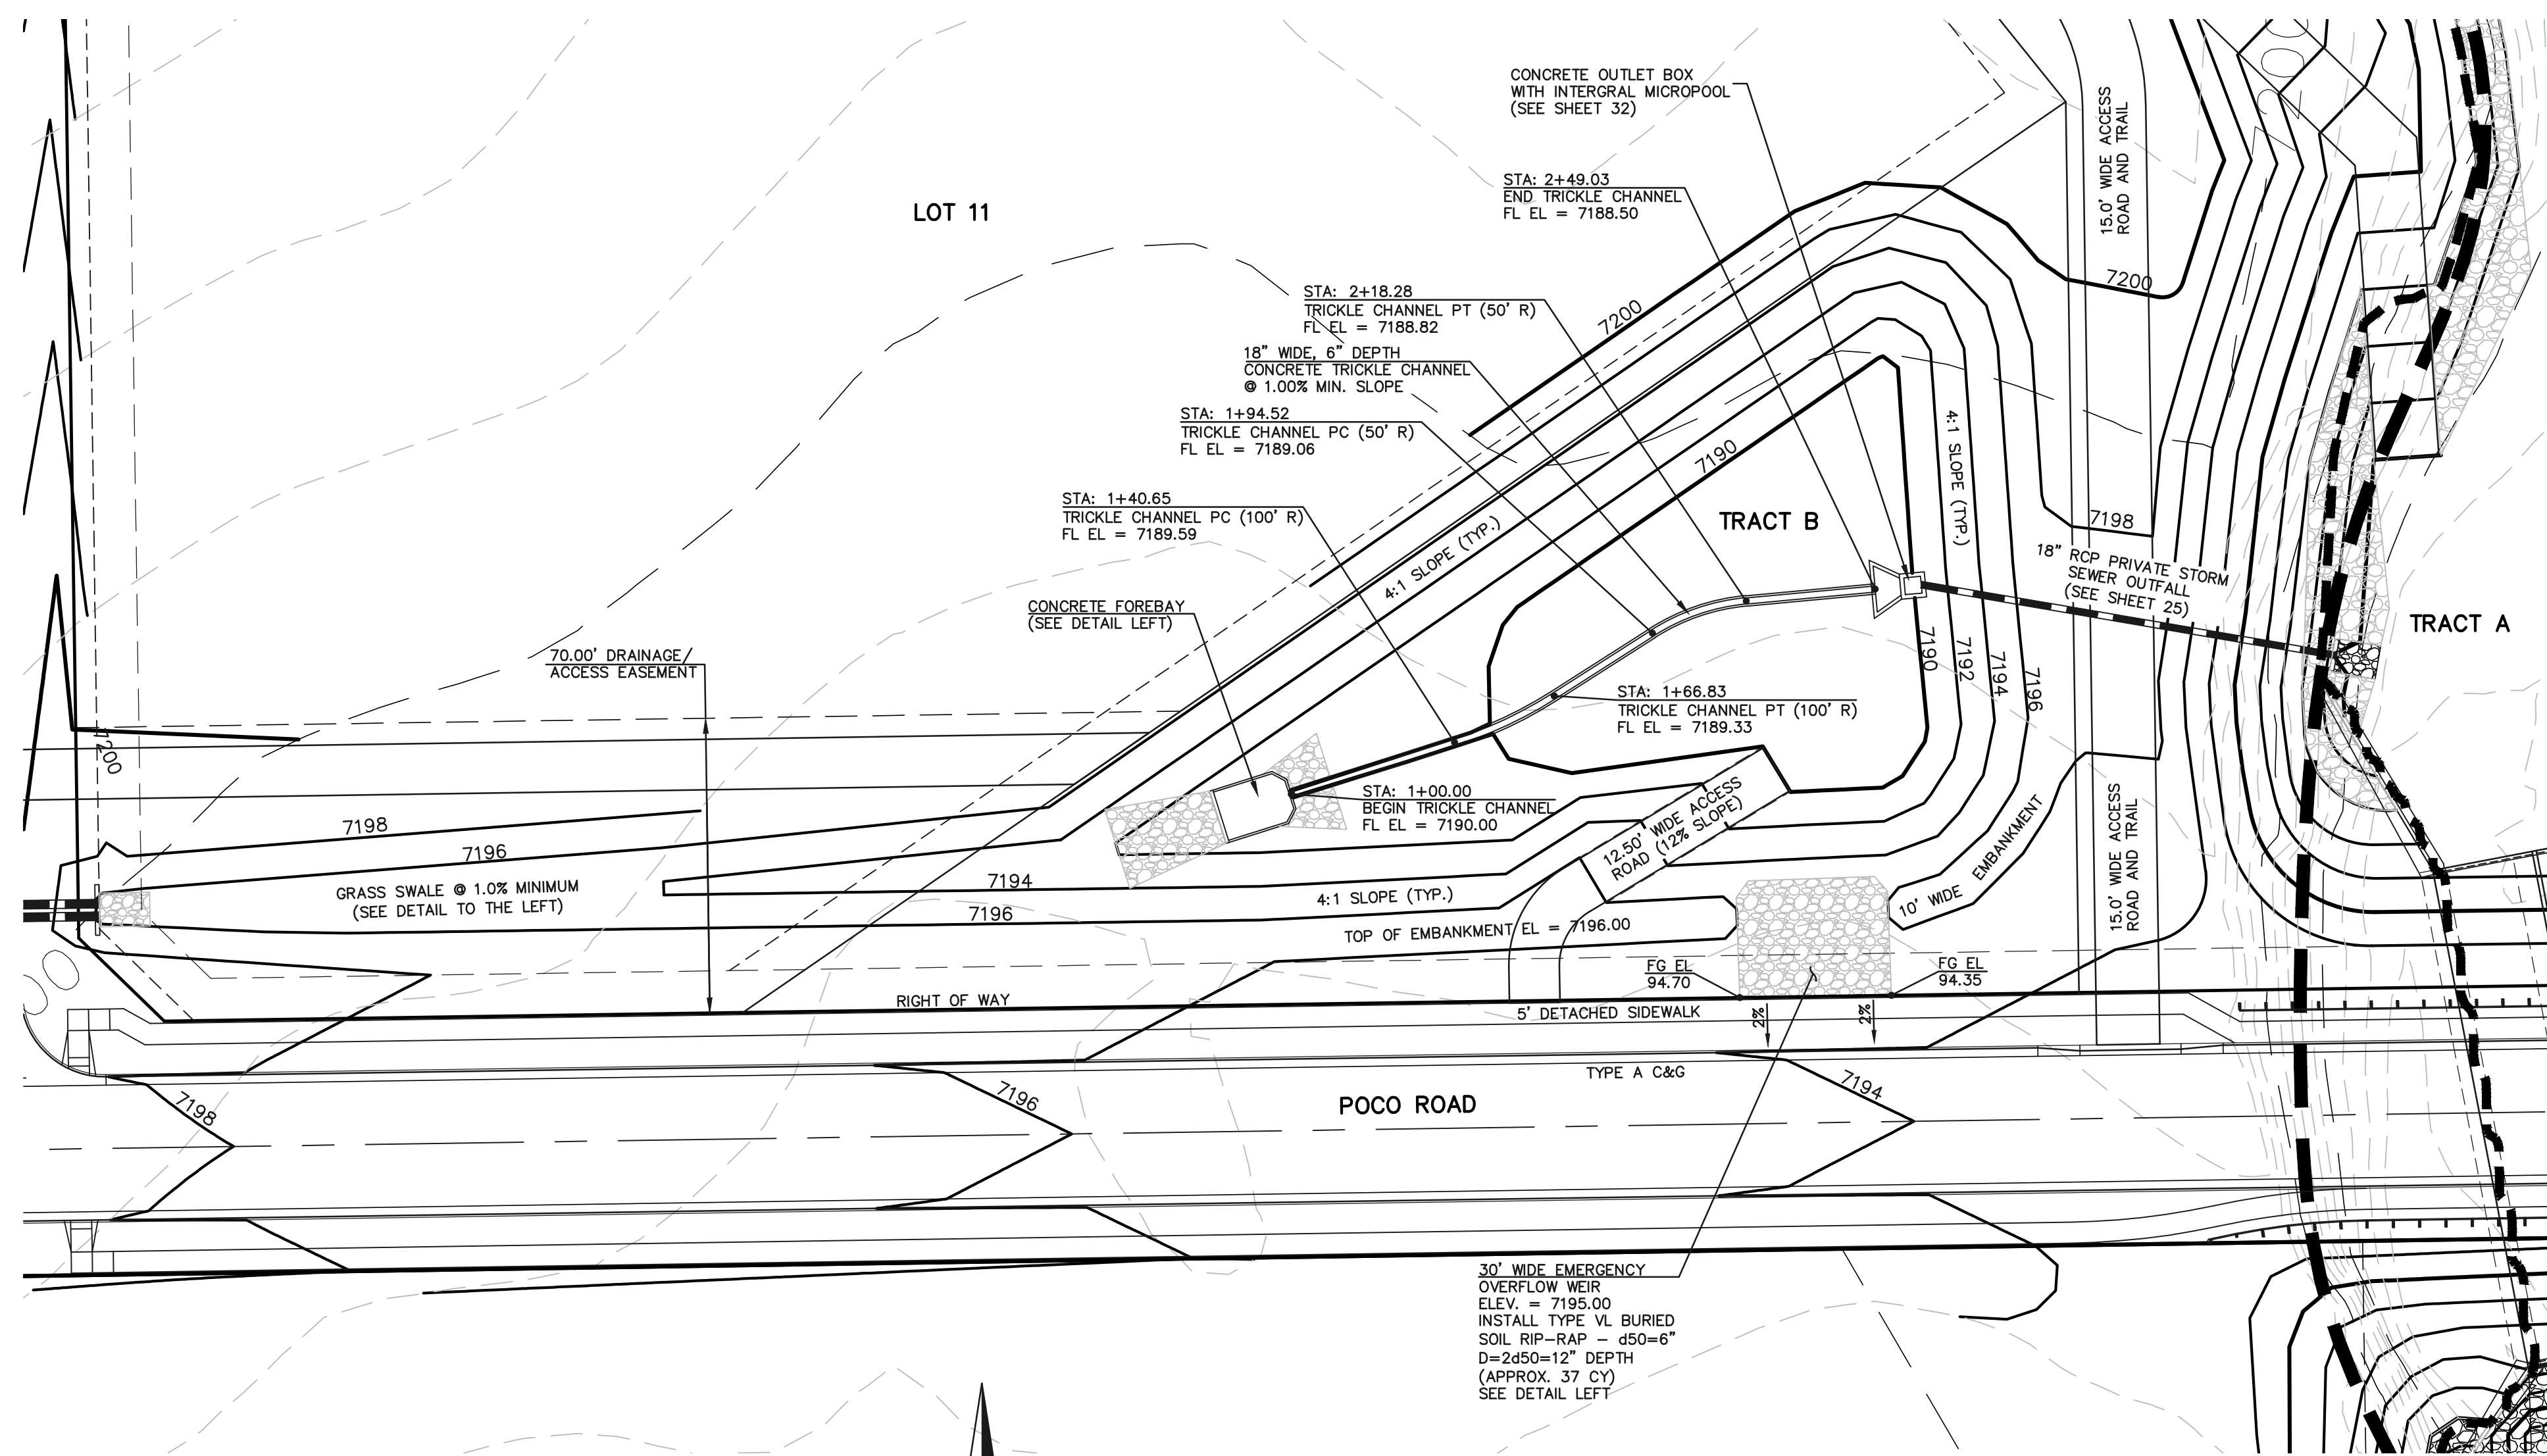 CONCRETE OUTLET BOX
WITH INTERGRAL MICROPOOL
(SEE SHEET 32)
15.0' WIDE ACCESS
ROAD AND TRAIL
STA: 2+49.03
END TRICKLE CHANNEL
FL EL = 7188.50
LOT 11
7200
STA: 2+18.28
TRICKLE CHANNEL PT (50' R)
FL EL = 7188.82
7200
18" WIDE, 6" DEPTH
CONCRETE TRICKLE CHANNEL
@ 1.00% MIN. SLOPE
STA: 1+94.52
TRICKLE CHANNEL PC (50' R)
FL EL = 7189.06
7190
4:1 SLOPE (TYP.)
STA: 1+40.65
TRICKLE CHANNEL PC (100' R)
FL EL = 7189.59
TRACT B
7198
4:1 SLOPE (TYP.)
18" RCP PRIVATE STORM
SEWER OUTFALL
(SEE SHEET 25)
CONCRETE FOREBAY
(SEE DETAIL LEFT)
TRACT A
7190
7192
7194
7196
70.00' DRAINAGE/
ACCESS EASEMENT
STA: 1+66.83
TRICKLE CHANNEL PT (100' R)
FL EL = 7189.33
7200
STA: 1+00.00
BEGIN TRICKLE CHANNEL
FL EL = 7190.00
12.50' WIDE ACCESS
ROAD (12% SLOPE)
10' WIDE EMBANKMENT
15.0' WIDE ACCESS
ROAD AND TRAIL
7198
7196
GRASS SWALE @ 1.0% MINIMUM
(SEE DETAIL TO THE LEFT)
7194
4:1 SLOPE (TYP.)
7196
TOP OF EMBANKMENT EL = 7196.00
FG EL
94.70
FG EL
94.35
RIGHT OF WAY
5' DETACHED SIDEWALK
2%
2%
TYPE A C&G
7198
7196
POCO ROAD
7194
30' WIDE EMERGENCY
OVERFLOW WEIR
ELEV. = 7195.00
INSTALL TYPE VL BURIED
SOIL RIP-RAP - d50=6"
D=2d50=12" DEPTH
(APPROX. 37 CY)
SEE DETAIL LEFT